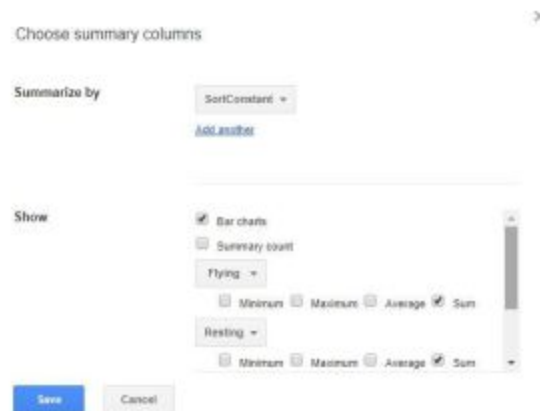 Choose summary columns
Summarize by
SortConstant
Add another
Show
Bar charts
Summary count
Flying
Minimum Maximum Average Sum
Resting
Minimum Maximum Average Sum
Save Cancel